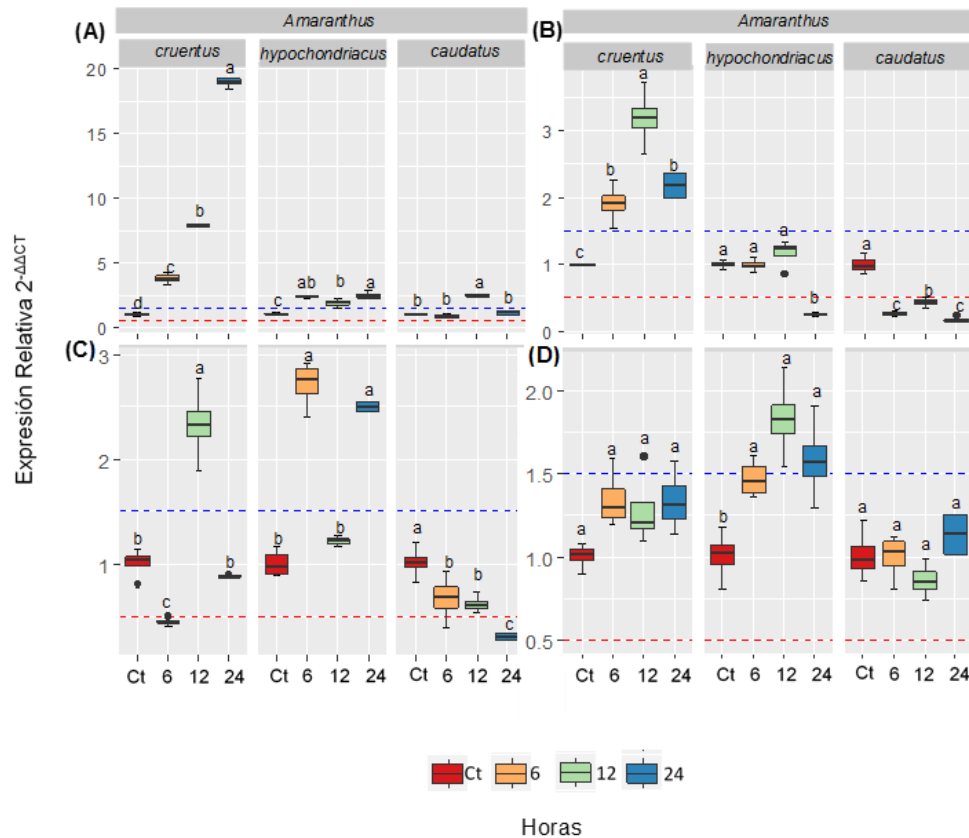 (A)
Amaranthus
cruentus hypochondriacus caudatus
20
15
10
5
0
d c b a
c ab b a
b b a b
(B)
Amaranthus
cruentus hypochondriacus caudatus
3
2
1
0
c b a b
a a a b
a c b c
Expresión Relativa 2-ΔΔCT
(C)
3
2
1
a c a b
b a b a
a b b c
Ct 6 12 24 Ct 6 12 24 Ct 6 12 24
(D)
2.0
1.5
1.0
0.5
a a a a
b a a a
a a a a
Ct 6 12 24 Ct 6 12 24 Ct 6 12 24
Ct 6 12 24
Horas